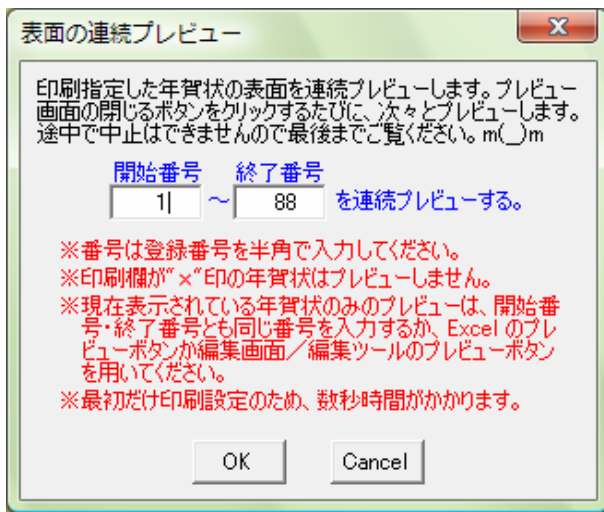 表面の連続プレビュー
印刷指定した年賀状の表面を連続プレビューします。プレビュー
画面の閉じるボタンをクリックするたびに、次々とプレビューします。
途中で中止はできませんので最後までご覧ください。m(_)m
開始番号 終了番号
1 ～ 88 を連続プレビューする。
※番号は登録番号を半角で入力してください。
※印刷欄が"×"印の年賀状はプレビューしません。
※現在表示されている年賀状のみのプレビューは、開始番
号・終了番号とも同じ番号を入力するか、Excel のプレ
ビューボタンか編集画面／編集ツールのプレビューボタン
を用いてください。
※最初だけ印刷設定のため、数秒時間がかかります。
OK Cancel